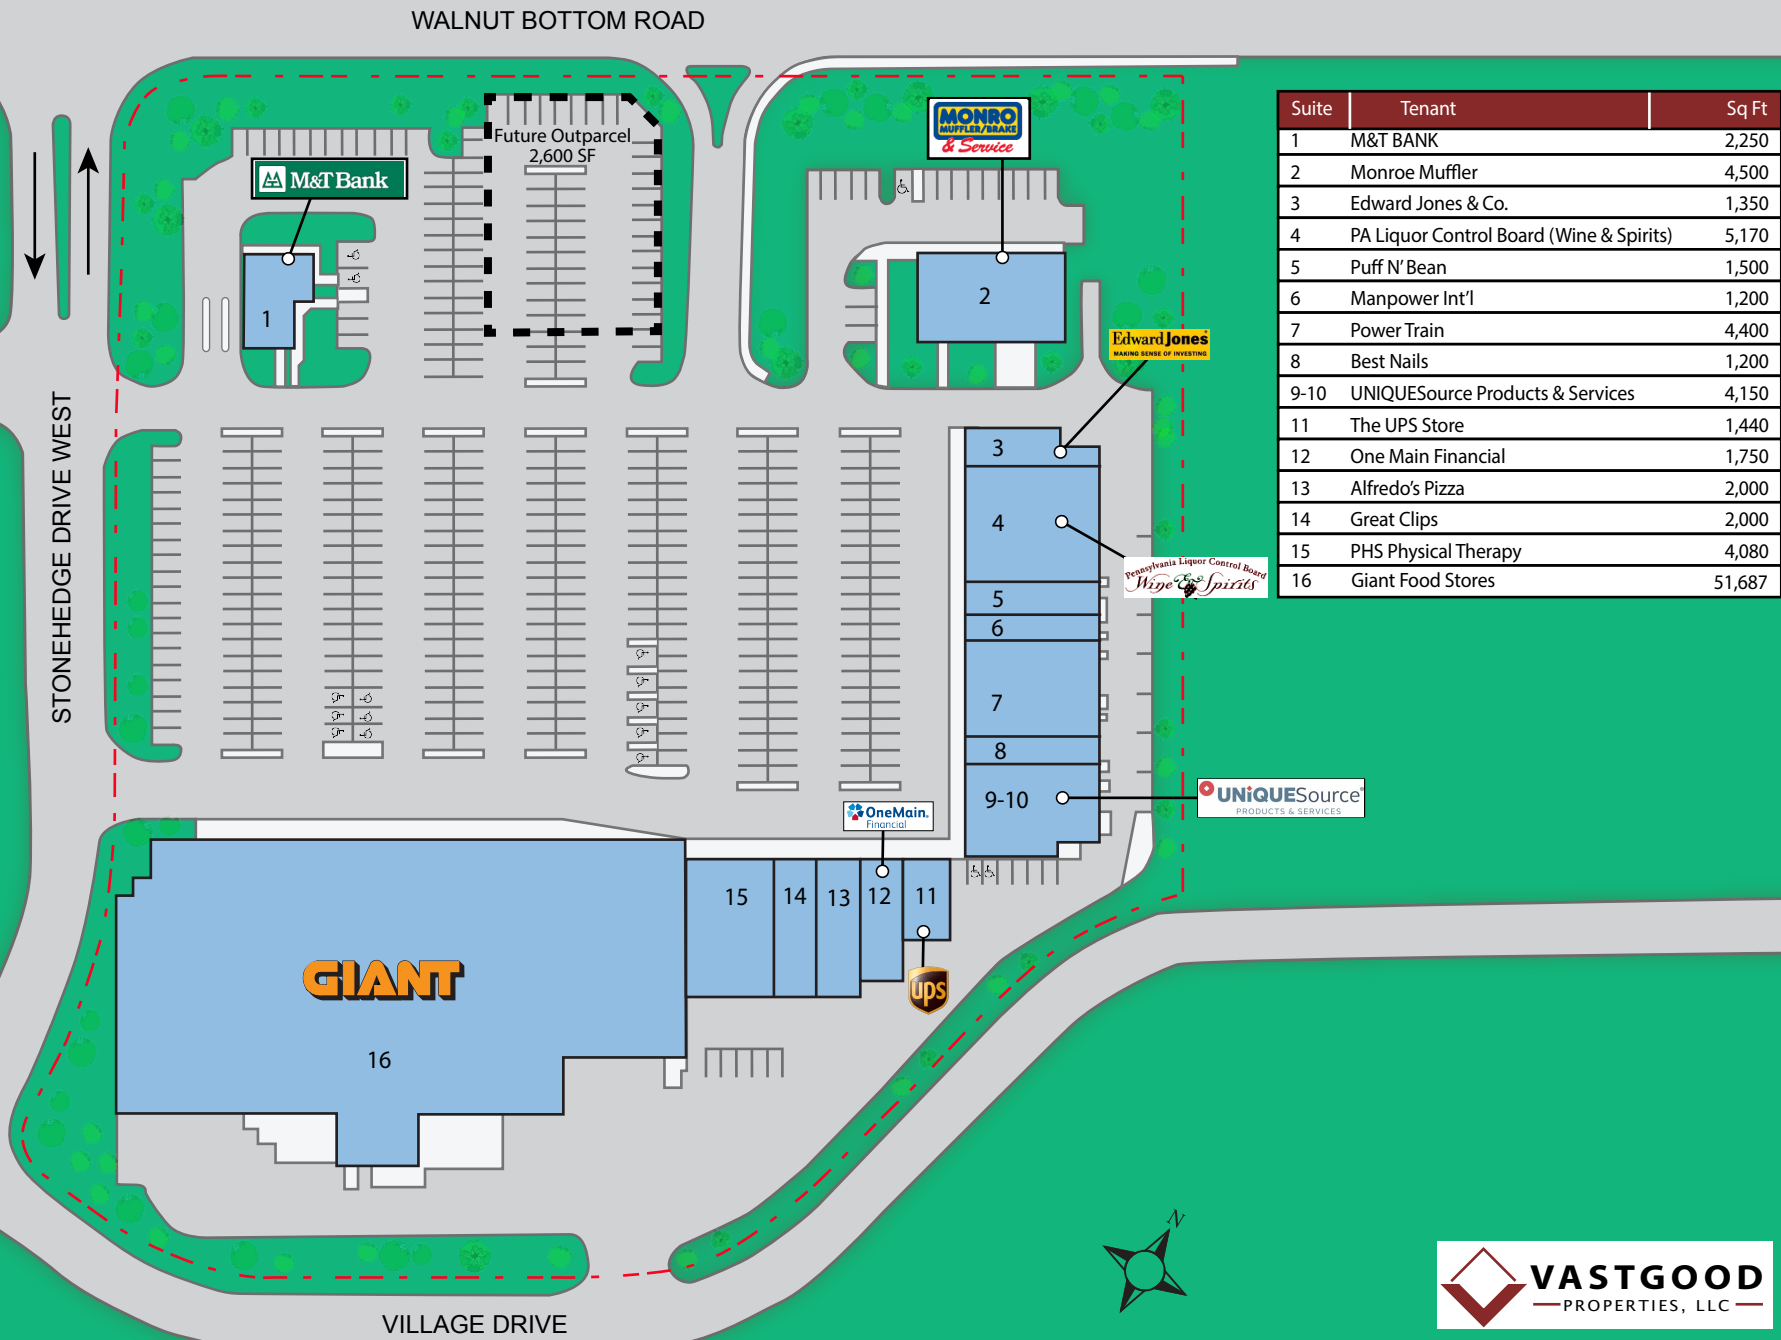 WALNUT BOTTOM ROAD
MONRO
MUFFLER/BRAKE
& Service
Future Outparcel
2,600 SF
M&T Bank
1
2
Edward Jones
MAKING SENSE OF INVESTING
Suite Tenant Sq Ft
1 M&T BANK 2,250
2 Monroe Muffler 4,500
3 Edward Jones & Co. 1,350
4 PA Liquor Control Board (Wine & Spirits) 5,170
5 Puff N' Bean 1,500
6 Manpower Int'l 1,200
7 Power Train 4,400
8 Best Nails 1,200
9-10 UNIQUESource Products & Services 4,150
11 The UPS Store 1,440
12 One Main Financial 1,750
13 Alfredo's Pizza 2,000
14 Great Clips 2,000
15 PHS Physical Therapy 4,080
16 Giant Food Stores 51,687
STONEHEDGE DRIVE WEST
3
4
Pennsylvania Liquor Control Board
Wine & Spirits
5
6
7
8
9-10
UNiQUESource
PRODUCTS & SERVICES
OneMain.
Financial
15
14
13
12
11
ups
GIANT
16
N
VILLAGE DRIVE
VASTGOOD
PROPERTIES, LLC